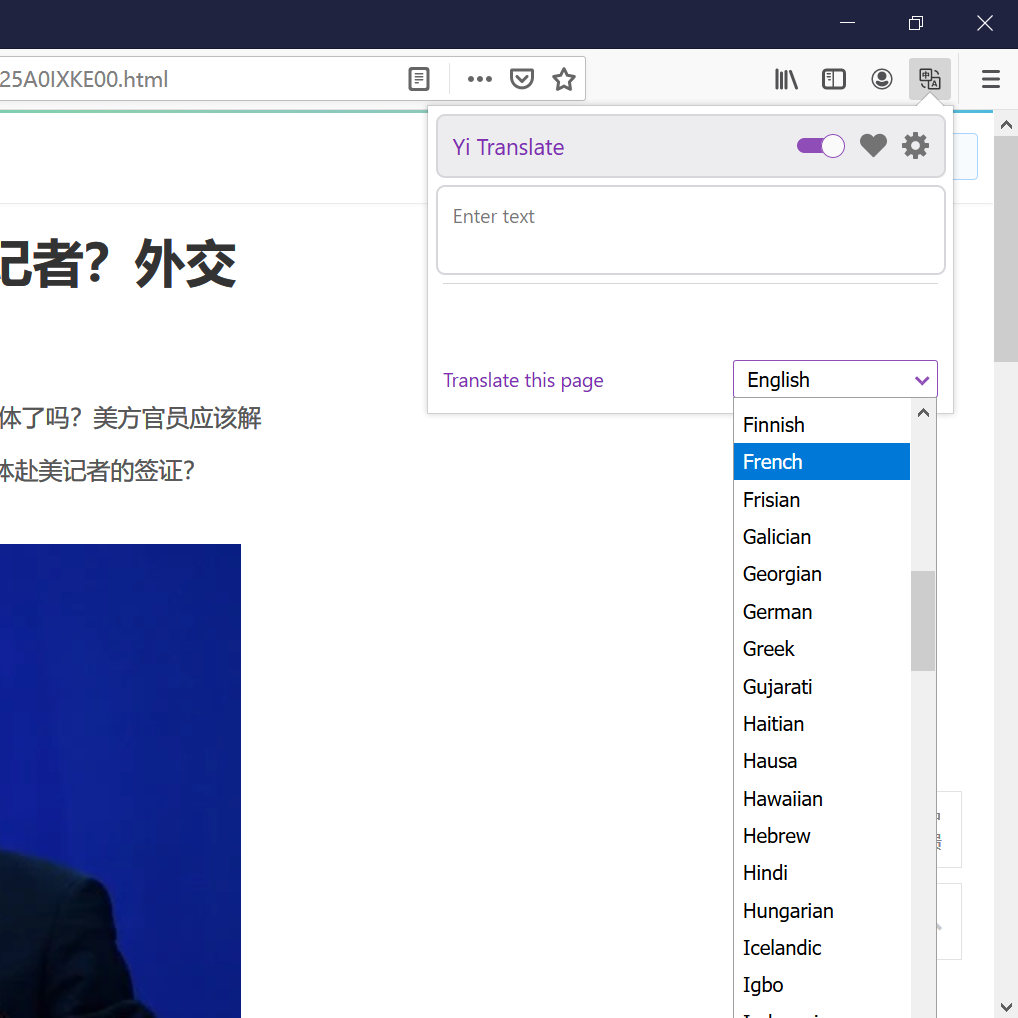 25A0IXKE00.html
Yi Translate
Enter text
记者？外交
Translate this page
English
体了吗？美方官员应该解
体赴美记者的签证？
Finnish
French
Frisian
Galician
Georgian
German
Greek
Gujarati
Haitian
Hausa
Hawaiian
Hebrew
Hindi
Hungarian
Icelandic
Igbo